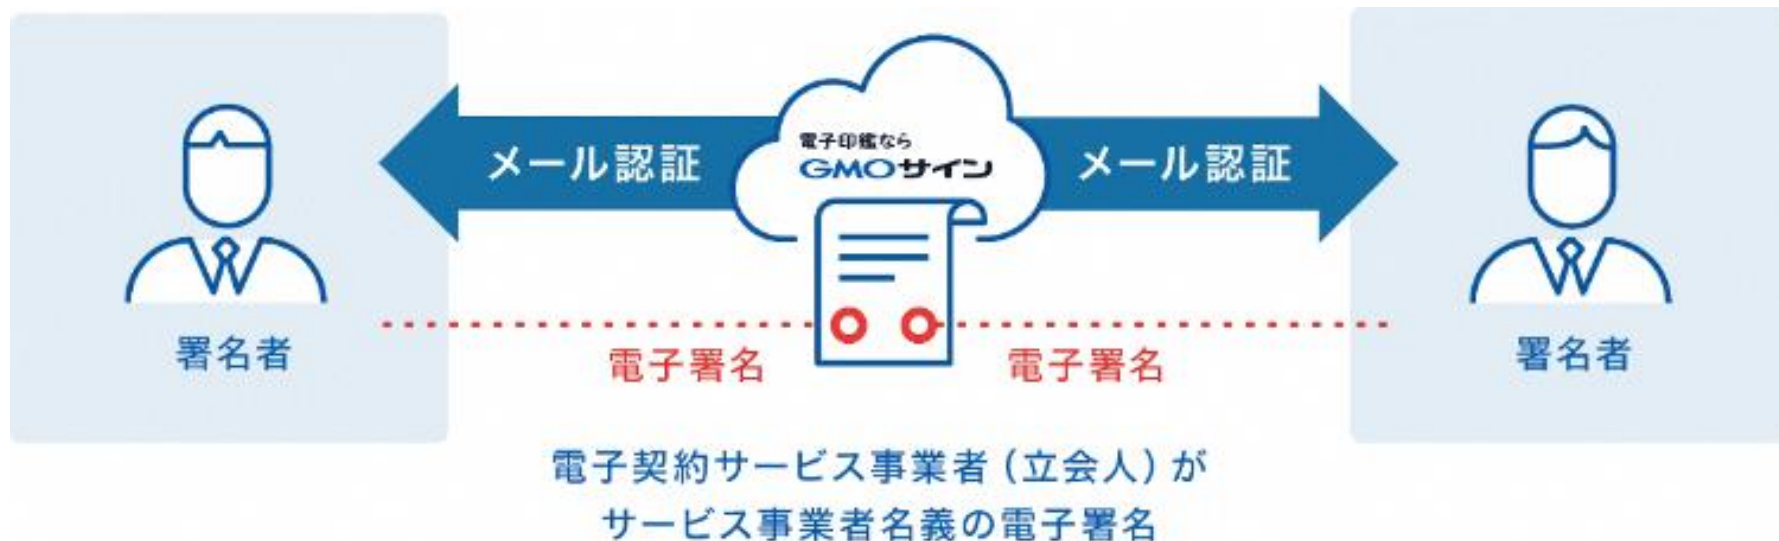 電子印鑑なら
GMOサイン
メール認証
メール認証
署名者
電子署名
電子署名
署名者
電子契約サービス事業者（立会人）が
サービス事業者名義の電子署名